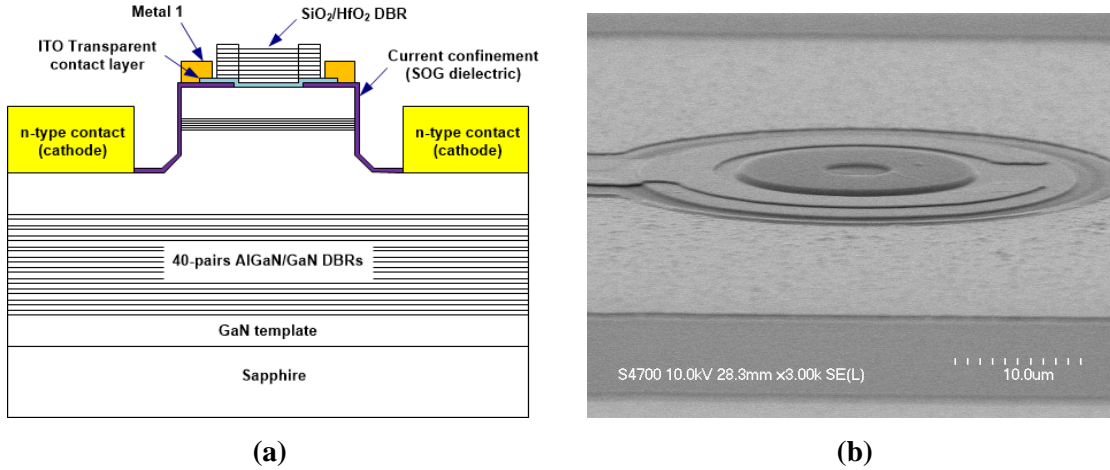 Metal 1
SiO₂/HfO₂ DBR
ITO Transparent
contact layer
Current confinement
(SOG dielectric)
n-type contact
(cathode)
n-type contact
(cathode)
40-pairs AlGaN/GaN DBRs
GaN template
Sapphire
S4700 10.0kV 28.3mm x3.00k SE(L)
10.0um
(a)
(b)